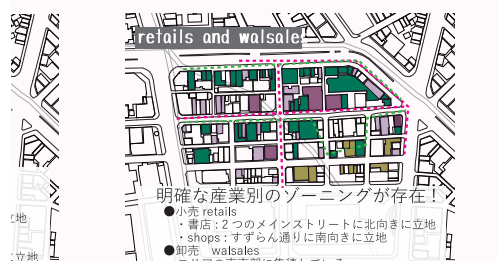 retails and walsales
明確な産業別のゾーニングが存在！
●小売 retails
・書店：2 つのメインストリートに北向きに立地
・shops：すずらん通りに南向きに立地
●卸売　walsales
立地
立地